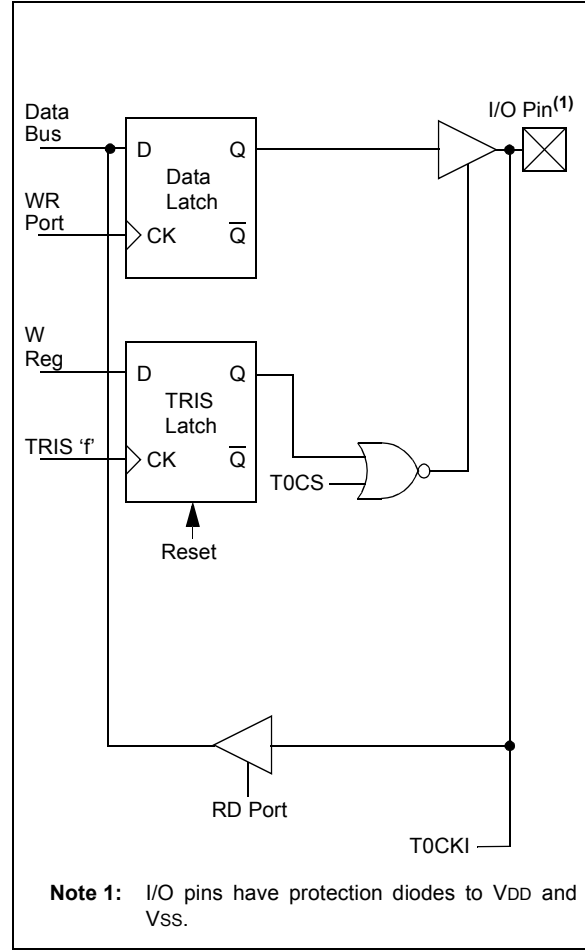 Data
Bus
I/O Pin(1)
D
Q
Data
Latch
WR
Port
CK
Q
W
Reg
D
Q
TRIS
Latch
TRIS ‘f’
CK
Q
T0CS
Reset
RD Port
T0CKI
Note 1: I/O pins have protection diodes to VDD and
VSS.